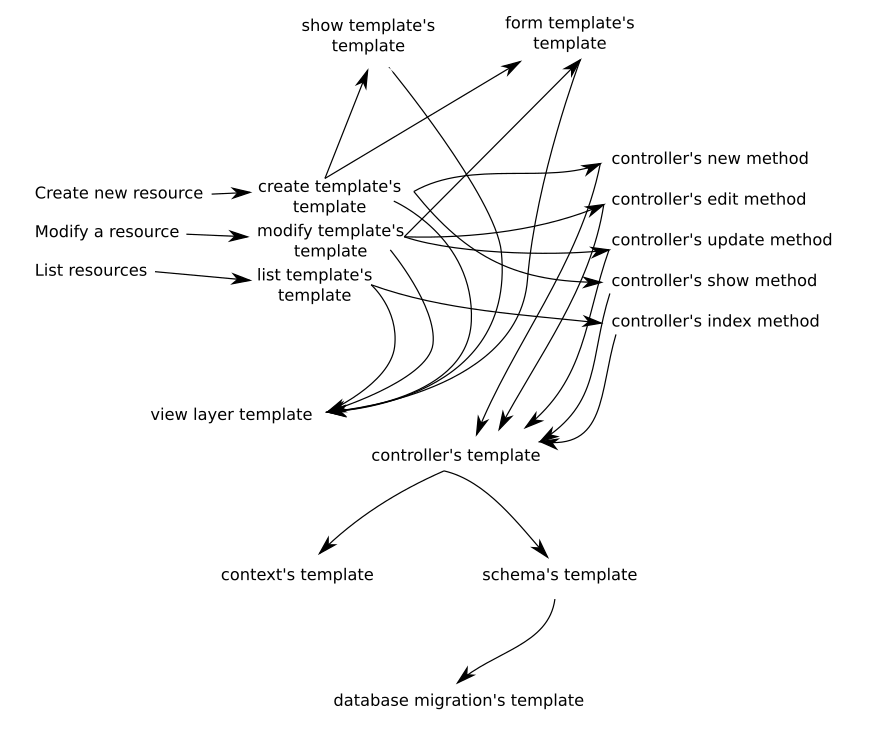 show template's
template
form template's
template
controller's new method
Create new resource
create template's
template
controller's edit method
Modify a resource
modify template's
template
controller's update method
List resources
list template's
template
controller's show method
controller's index method
view layer template
controller's template
context's template
schema's template
database migration's template